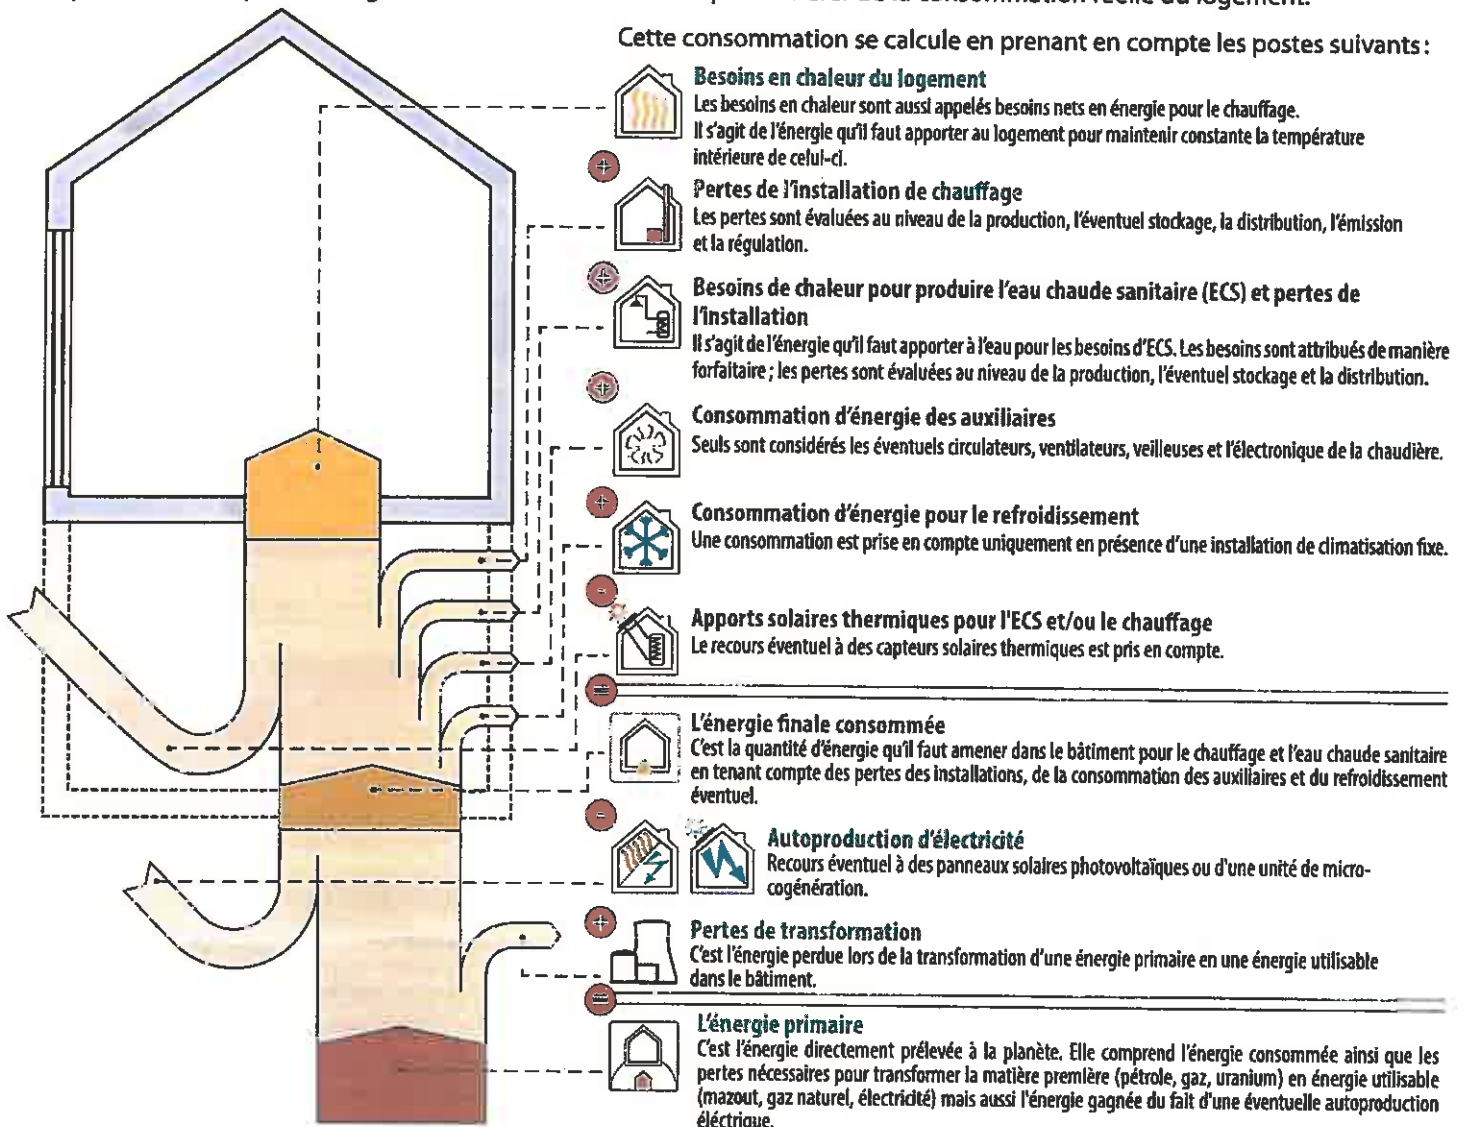 consommation réelle du logement.
Cette consommation se calcule en prenant en compte les postes suivants :
Besoins en chaleur du logement
Les besoins en chaleur sont aussi appelés besoins nets en énergie pour le chauffage.
Il s'agit de l'énergie qu'il faut apporter au logement pour maintenir constante la température
intérieure de celui-ci.
+
Pertes de l'installation de chauffage
Les pertes sont évaluées au niveau de la production, l'éventuel stockage, la distribution, l'émission
et la régulation.
+
Besoins de chaleur pour produire l'eau chaude sanitaire (ECS) et pertes de
l'installation
Il s'agit de l'énergie qu'il faut apporter à l'eau pour les besoins d'ECS. Les besoins sont attribués de manière
forfaitaire ; les pertes sont évaluées au niveau de la production, l'éventuel stockage et la distribution.
+
Consommation d'énergie des auxiliaires
Seuls sont considérés les éventuels circulateurs, ventilateurs, veilleuses et l'électronique de la chaudière.
+
Consommation d'énergie pour le refroidissement
Une consommation est prise en compte uniquement en présence d'une installation de climatisation fixe.
-
Apports solaires thermiques pour l'ECS et/ou le chauffage
Le recours éventuel à des capteurs solaires thermiques est pris en compte.
=
L'énergie finale consommée
C'est la quantité d'énergie qu'il faut amener dans le bâtiment pour le chauffage et l'eau chaude sanitaire
en tenant compte des pertes des installations, de la consommation des auxiliaires et du refroidissement
éventuel.
-
Autoproduction d'électricité
Recours éventuel à des panneaux solaires photovoltaïques ou d'une unité de micro-
cogénération.
+
Pertes de transformation
C'est l'énergie perdue lors de la transformation d'une énergie primaire en une énergie utilisable
dans le bâtiment.
=
L'énergie primaire
C'est l'énergie directement prélevée à la planète. Elle comprend l'énergie consommée ainsi que les
pertes nécessaires pour transformer la matière première (pétrole, gaz, uranium) en énergie utilisable
(mazout, gaz naturel, électricité) mais aussi l'énergie gagnée du fait d'une éventuelle autoproduction
éléctrique.